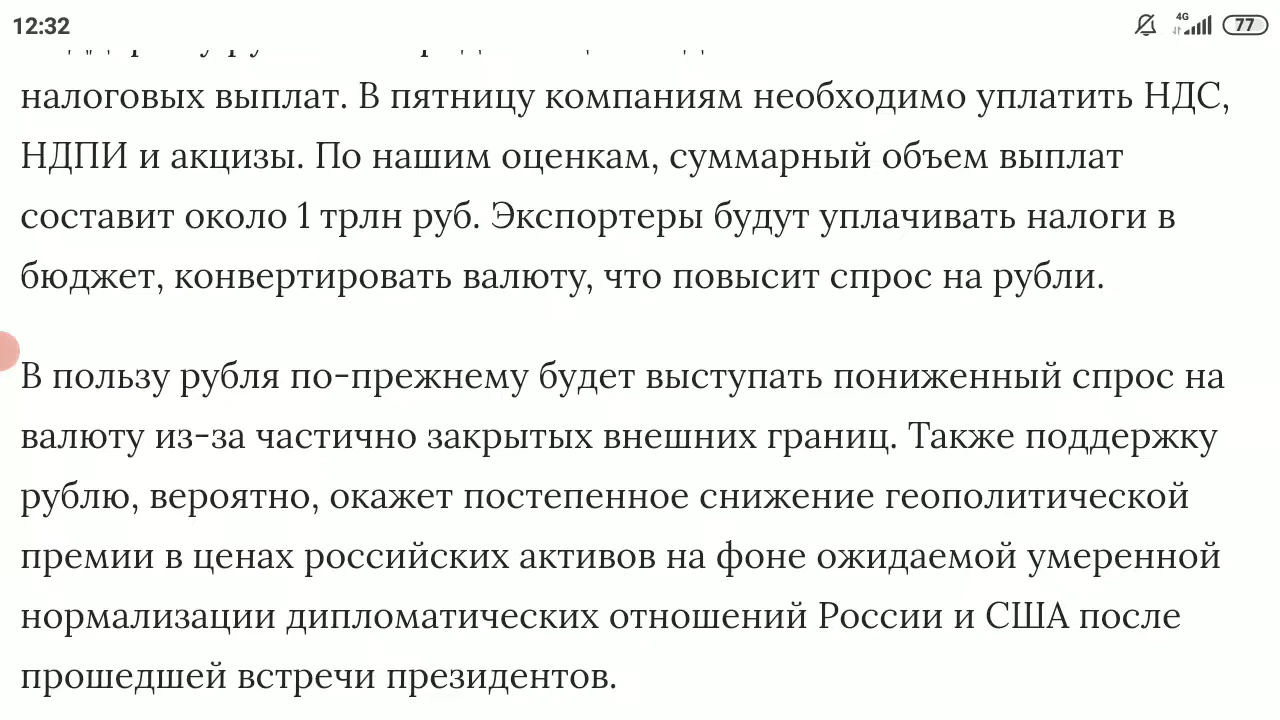 12:32
4G
77
налоговых выплат. В пятницу компаниям необходимо уплатить НДС,
НДПИ и акцизы. По нашим оценкам, суммарный объем выплат
составит около 1 трлн руб. Экспортеры будут уплачивать налоги в
бюджет, конвертировать валюту, что повысит спрос на рубли.
В пользу рубля по-прежнему будет выступать пониженный спрос на
валюту из-за частично закрытых внешних границ. Также поддержку
рублю, вероятно, окажет постепенное снижение геополитической
премии в ценах российских активов на фоне ожидаемой умеренной
нормализации дипломатических отношений России и США после
прошедшей встречи президентов.